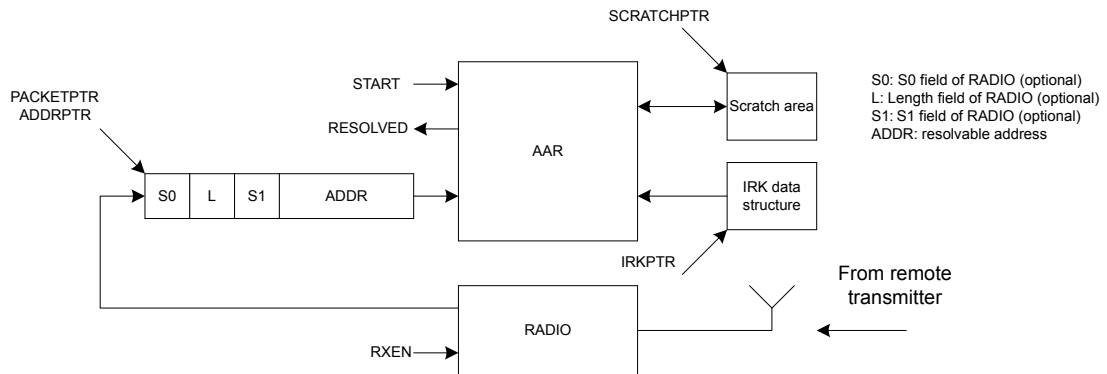 SCRATCHPTR
START
PACKETPTR
ADDRPTR
RESOLVED
AAR
Scratch area
S0: S0 field of RADIO (optional)
L: Length field of RADIO (optional)
S1: S1 field of RADIO (optional)
ADDR: resolvable address
S0 L S1 ADDR
IRK data
structure
IRKPTR
From remote
transmitter
RADIO
RXEN